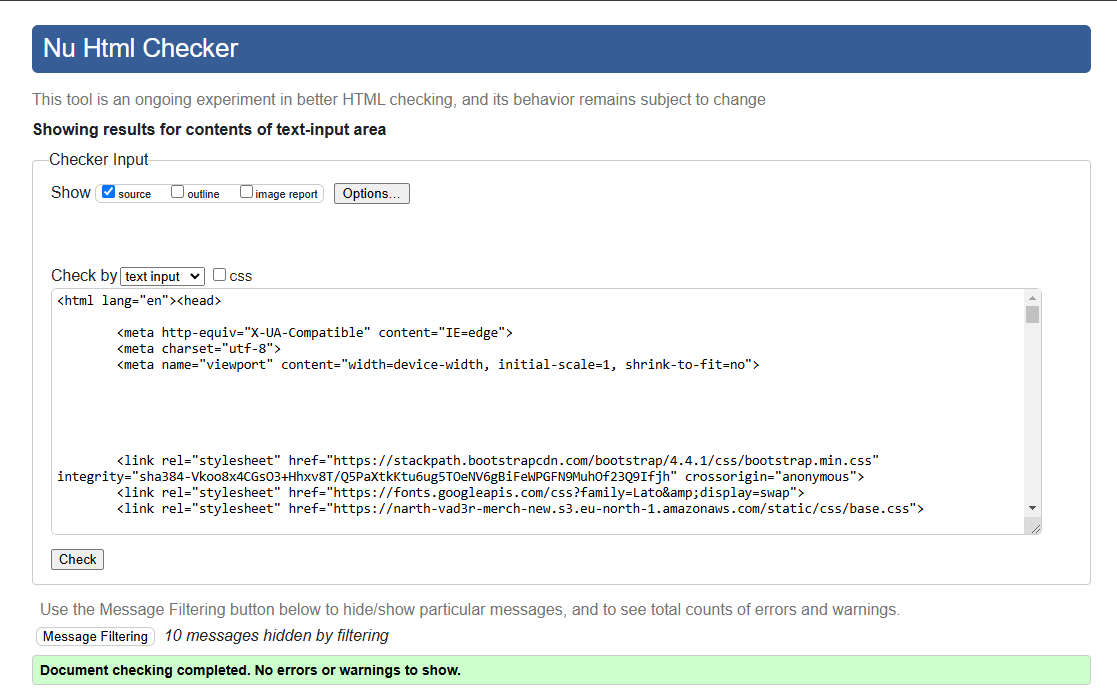 Nu Html Checker
This tool is an ongoing experiment in better HTML checking, and its behavior remains subject to change
Showing results for contents of text-input area
Checker Input
Show source outline image report Options...
Check by text input css
<html lang="en"><head>
<meta http-equiv="X-UA-Compatible" content="IE=edge">
<meta charset="utf-8">
<meta name="viewport" content="width=device-width, initial-scale=1, shrink-to-fit=no">
<link rel="stylesheet" href="https://stackpath.bootstrapcdn.com/bootstrap/4.4.1/css/bootstrap.min.css"
integrity="sha384-Vkoo8x4CGsO3+Hhxv8T/Q5PaXtkKtu6ug5TOeNV6gBiFeWPGFN9MuhOf23Q9Ifjh" crossorigin="anonymous">
<link rel="stylesheet" href="https://fonts.googleapis.com/css?family=Lato&amp;display=swap">
<link rel="stylesheet" href="https://narth-vad3r-merch-new.s3.eu-north-1.amazonaws.com/static/css/base.css">
Check
Use the Message Filtering button below to hide/show particular messages, and to see total counts of errors and warnings.
Message Filtering 10 messages hidden by filtering
Document checking completed. No errors or warnings to show.